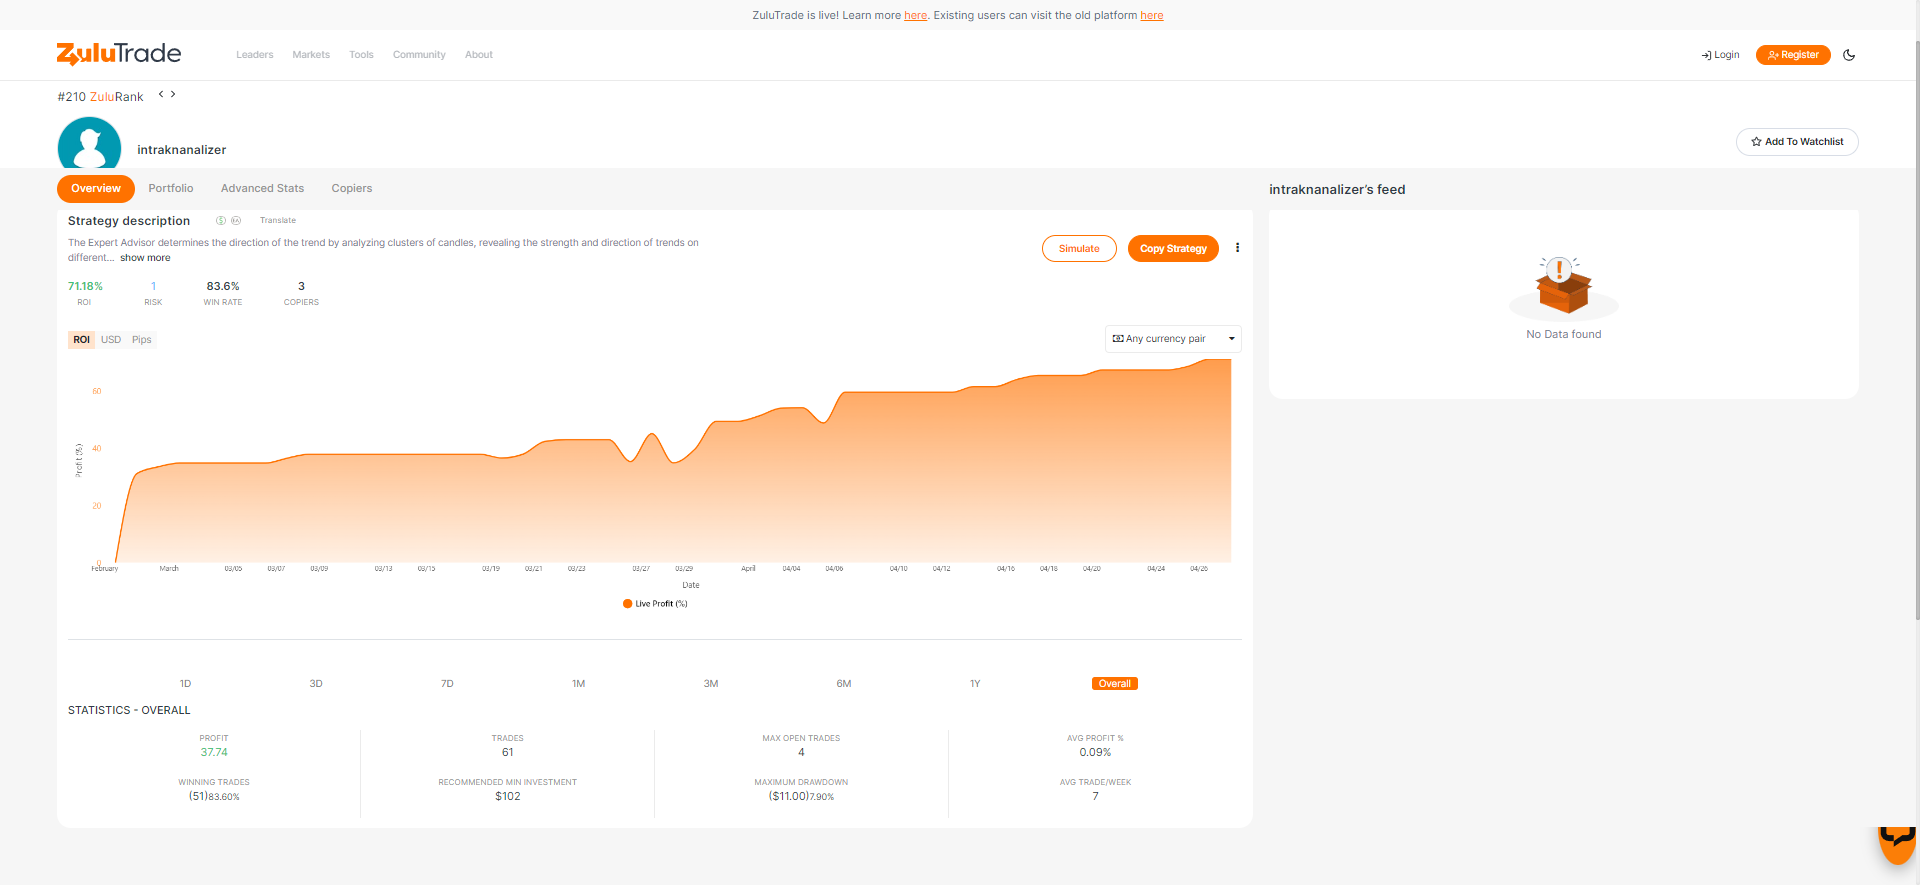 ZuluTrade is live! Learn more here. Existing users can visit the old platform here
ZuluTrade
Leaders Markets Tools Community About
Login Register
#210 ZuluRank
intraknanalizer
Add To Watchlist
Overview Portfolio Advanced Stats Copiers
intraknanalizer's feed
Strategy description Translate
The Expert Advisor determines the direction of the trend by analyzing clusters of candles, revealing the strength and direction of trends on
different... show more
Simulate Copy Strategy
71.18% 1 83.6% 3
ROI RISK WIN RATE COPIERS
No Data found
ROI USD Pips
Any currency pair
60
40
20
0
Profit (%)
February March 03/05 03/07 03/09 03/13 03/15 03/19 03/21 03/23 03/27 03/29 April 04/04 04/06 04/10 04/12 04/16 04/18 04/20 04/24 04/26
Date
Live Profit (%)
1D 3D 7D 1M 3M 6M 1Y Overall
STATISTICS - OVERALL
PROFIT TRADES MAX OPEN TRADES AVG PROFIT %
37.74 61 4 0.09%
WINNING TRADES RECOMMENDED MIN INVESTMENT MAXIMUM DRAWDOWN AVG TRADE/WEEK
(51)83.60% $102 ($11.00)7.90% 7